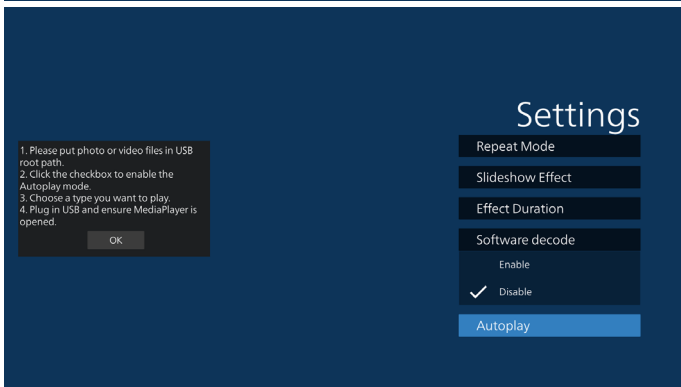 Settings
1. Please put photo or video files in USB
root path.
2. Click the checkbox to enable the
Autoplay mode.
3. Choose a type you want to play.
4. Plug in USB and ensure MediaPlayer is
opened.
OK
Repeat Mode
Slideshow Effect
Effect Duration
Software decode
Enable
Disable
Autoplay